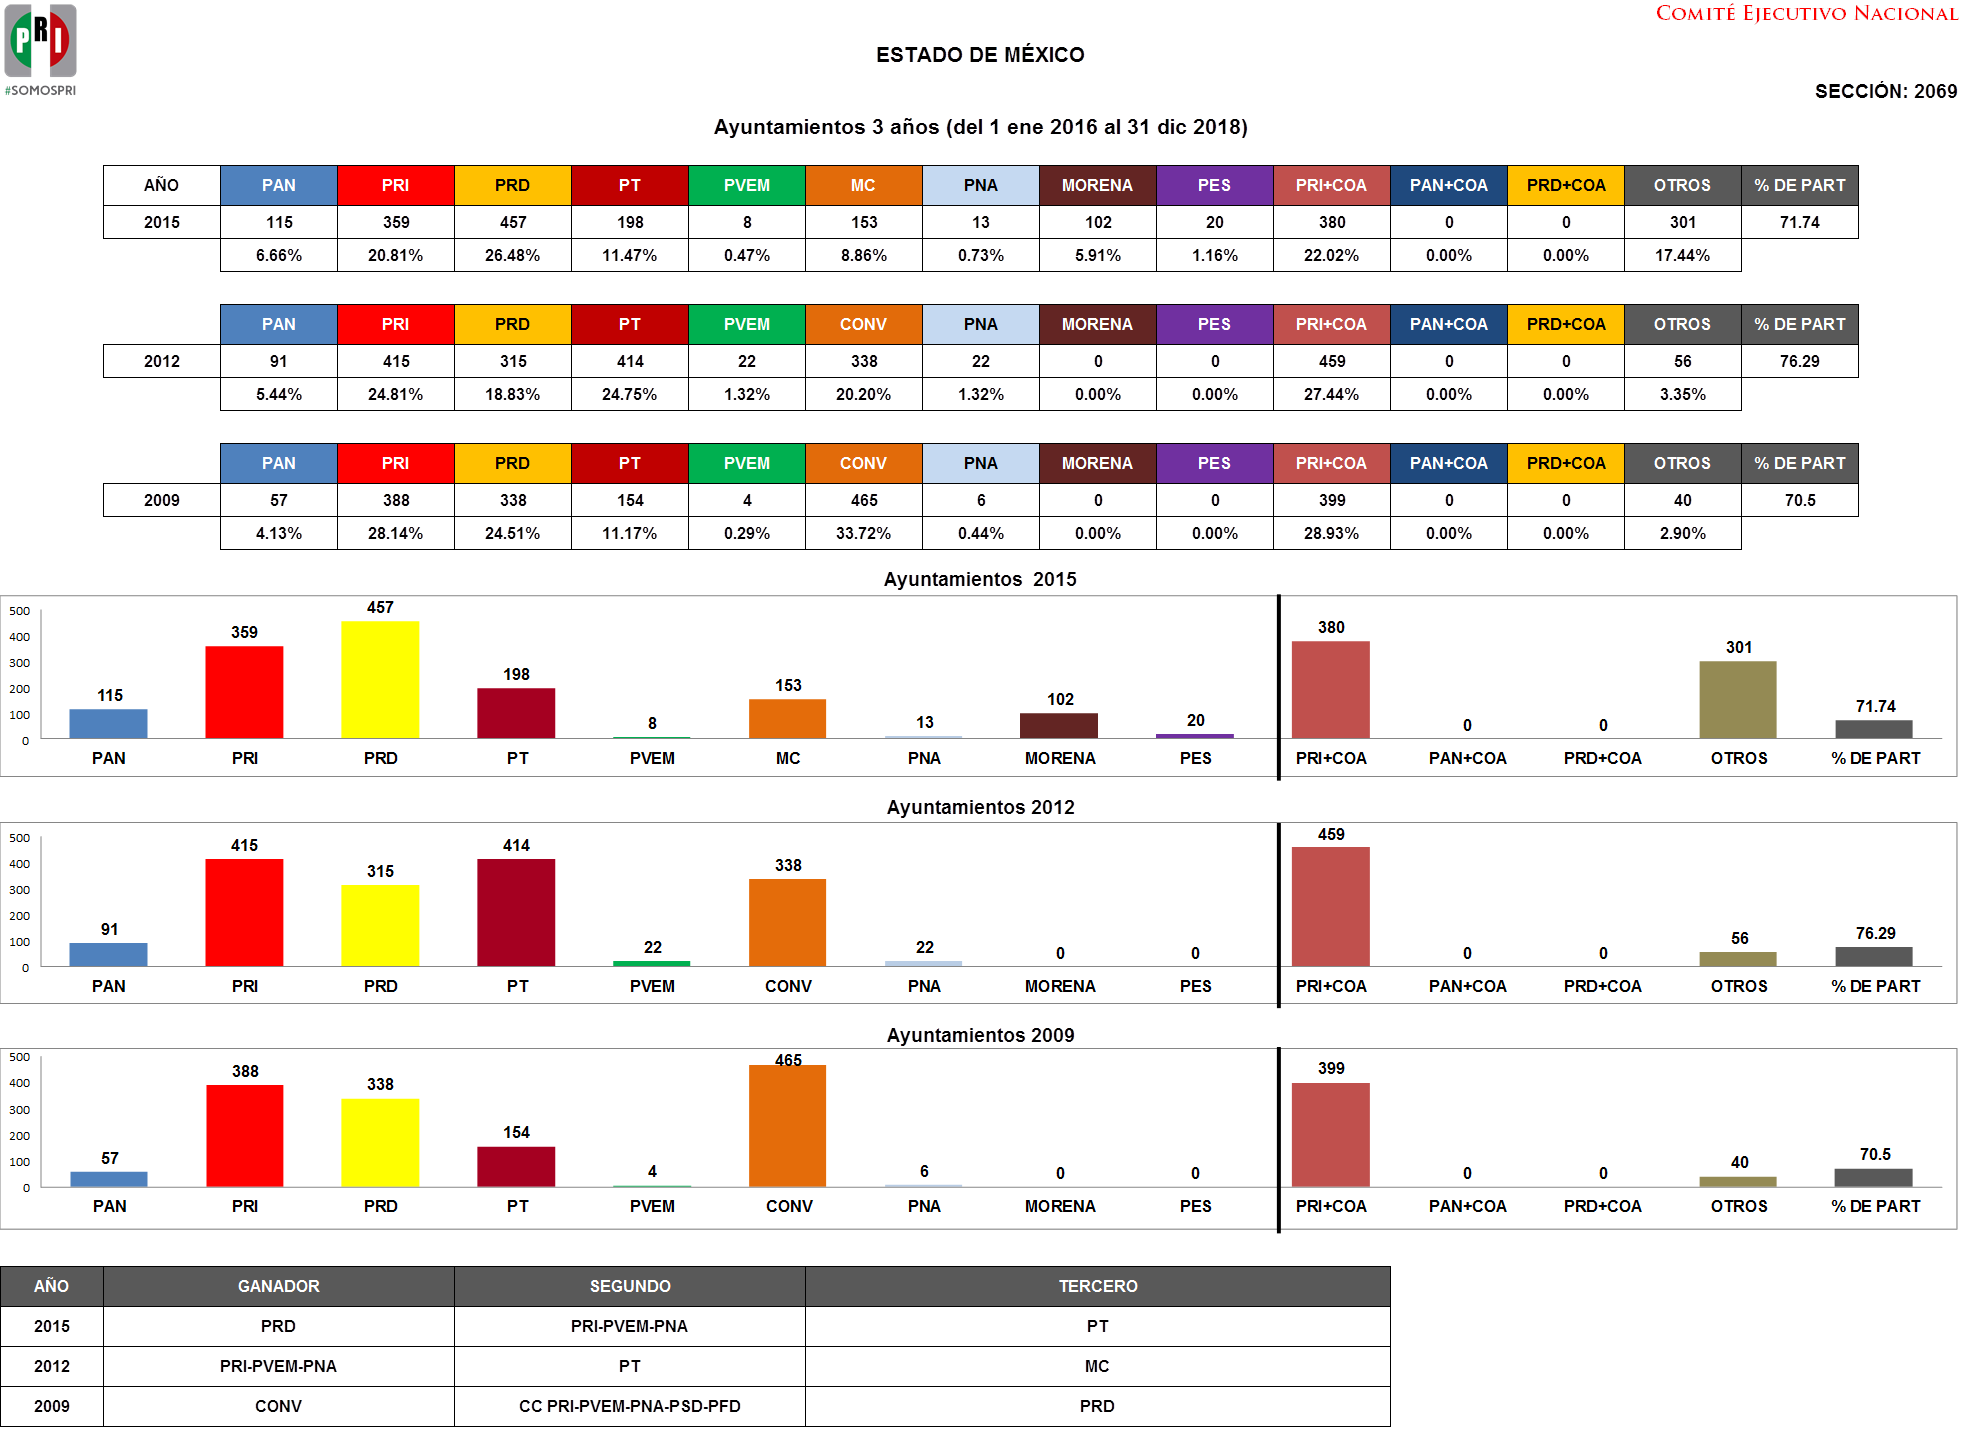 COMITÉ EJECUTIVO NACIONAL
PRI
#SOMOSPRI
ESTADO DE MÉXICO
SECCIÓN: 2069
Ayuntamientos 3 años (del 1 ene 2016 al 31 dic 2018)
AÑO PAN PRI PRD PT PVEM MC PNA MORENA PES PRI+COA PAN+COA PRD+COA OTROS % DE PART
2015 115 359 457 198 8 153 13 102 20 380 0 0 301 71.74
6.66% 20.81% 26.48% 11.47% 0.47% 8.86% 0.73% 5.91% 1.16% 22.02% 0.00% 0.00% 17.44%
PAN PRI PRD PT PVEM CONV PNA MORENA PES PRI+COA PAN+COA PRD+COA OTROS % DE PART
2012 91 415 315 414 22 338 22 0 0 459 0 0 56 76.29
5.44% 24.81% 18.83% 24.75% 1.32% 20.20% 1.32% 0.00% 0.00% 27.44% 0.00% 0.00% 3.35%
PAN PRI PRD PT PVEM CONV PNA MORENA PES PRI+COA PAN+COA PRD+COA OTROS % DE PART
2009 57 388 338 154 4 465 6 0 0 399 0 0 40 70.5
4.13% 28.14% 24.51% 11.17% 0.29% 33.72% 0.44% 0.00% 0.00% 28.93% 0.00% 0.00% 2.90%
Ayuntamientos 2015
500
400
300
200
100
0
115 359 457 198 8 153 13 102 20 380 0 0 301 71.74
PAN PRI PRD PT PVEM MC PNA MORENA PES PRI+COA PAN+COA PRD+COA OTROS % DE PART
Ayuntamientos 2012
500
400
300
200
100
0
91 415 315 414 22 338 22 0 0 459 0 0 56 76.29
PAN PRI PRD PT PVEM CONV PNA MORENA PES PRI+COA PAN+COA PRD+COA OTROS % DE PART
Ayuntamientos 2009
500
400
300
200
100
0
57 388 338 154 4 465 6 0 0 399 0 0 40 70.5
PAN PRI PRD PT PVEM CONV PNA MORENA PES PRI+COA PAN+COA PRD+COA OTROS % DE PART
AÑO GANADOR SEGUNDO TERCERO
2015 PRD PRI-PVEM-PNA PT
2012 PRI-PVEM-PNA PT MC
2009 CONV CC PRI-PVEM-PNA-PSD-PFD PRD